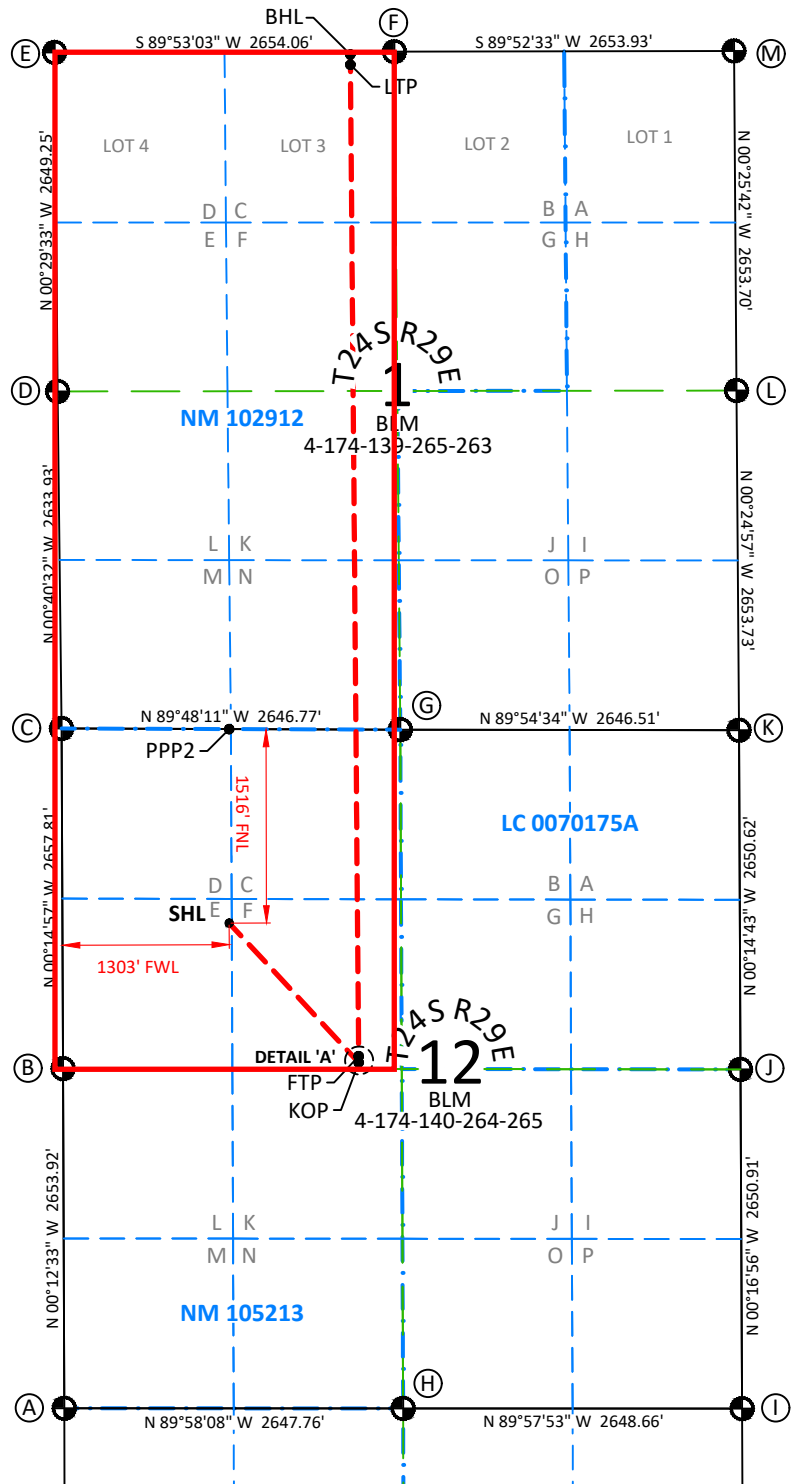 BHL
F
E
S 89°53'03" W 2654.06'
S 89°52'33" W 2653.93'
M
LTP
LOT 4
LOT 3
LOT 2
LOT 1
N 00°29'33" W 2649.25'
N 00°25'42" W 2653.70'
D C
B A
E F
G H
T24S R29E
1
D
L
NM 102912
BLM
4-174-139-265-263
N 00°40'32" W 2633.93'
N 00°24'57" W 2653.73'
L K
J I
M N
O P
G
C
N 89°48'11" W 2646.77'
N 89°54'34" W 2646.51'
K
PPP2
1516' FNL
LC 0070175A
N 00°14'57" W 2657.81'
N 00°14'43" W 2650.62'
D C
B A
SHL
E F
G H
1303' FWL
T24S R29E
DETAIL 'A'
12
B
J
FTP
KOP
BLM
4-174-140-264-265
N 00°12'33" W 2653.92'
N 00°16'56" W 2650.91'
L K
J I
M N
O P
NM 105213
H
A
I
N 89°58'08" W 2647.76'
N 89°57'53" W 2648.66'